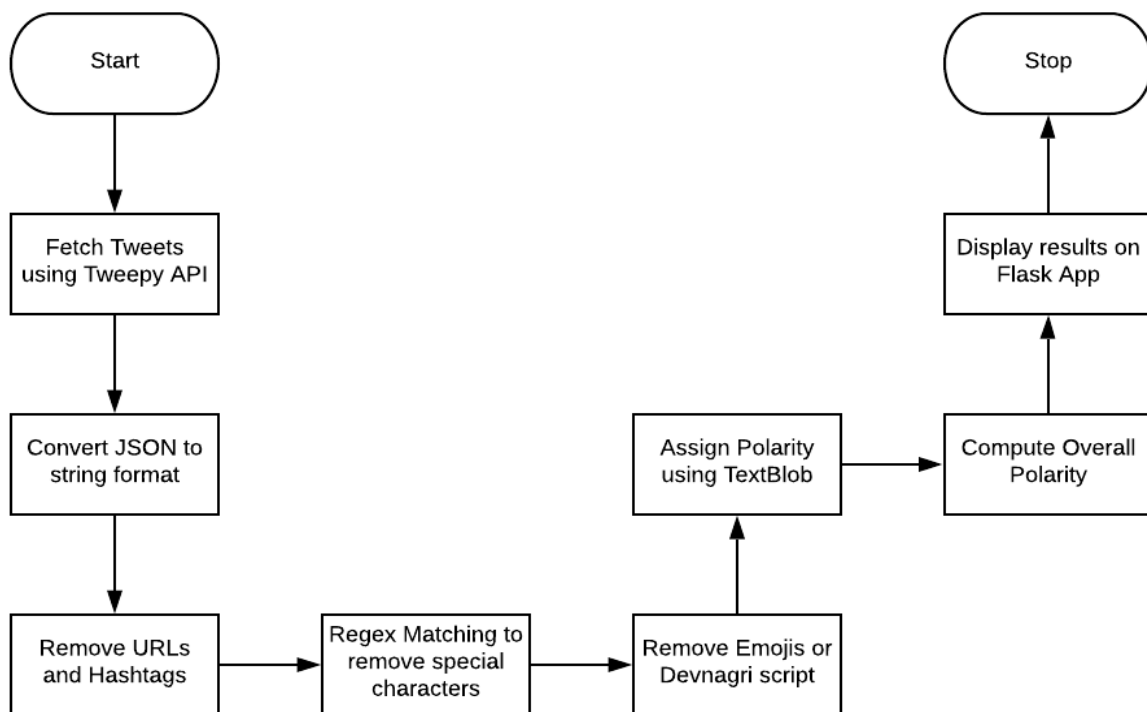 Start
Fetch Tweets
using Tweepy API
Convert JSON to
string format
Remove URLs
and Hashtags
Regex Matching to
remove special
characters
Remove Emojis or
Devnagri script
Assign Polarity
using TextBlob
Compute Overall
Polarity
Display results on
Flask App
Stop